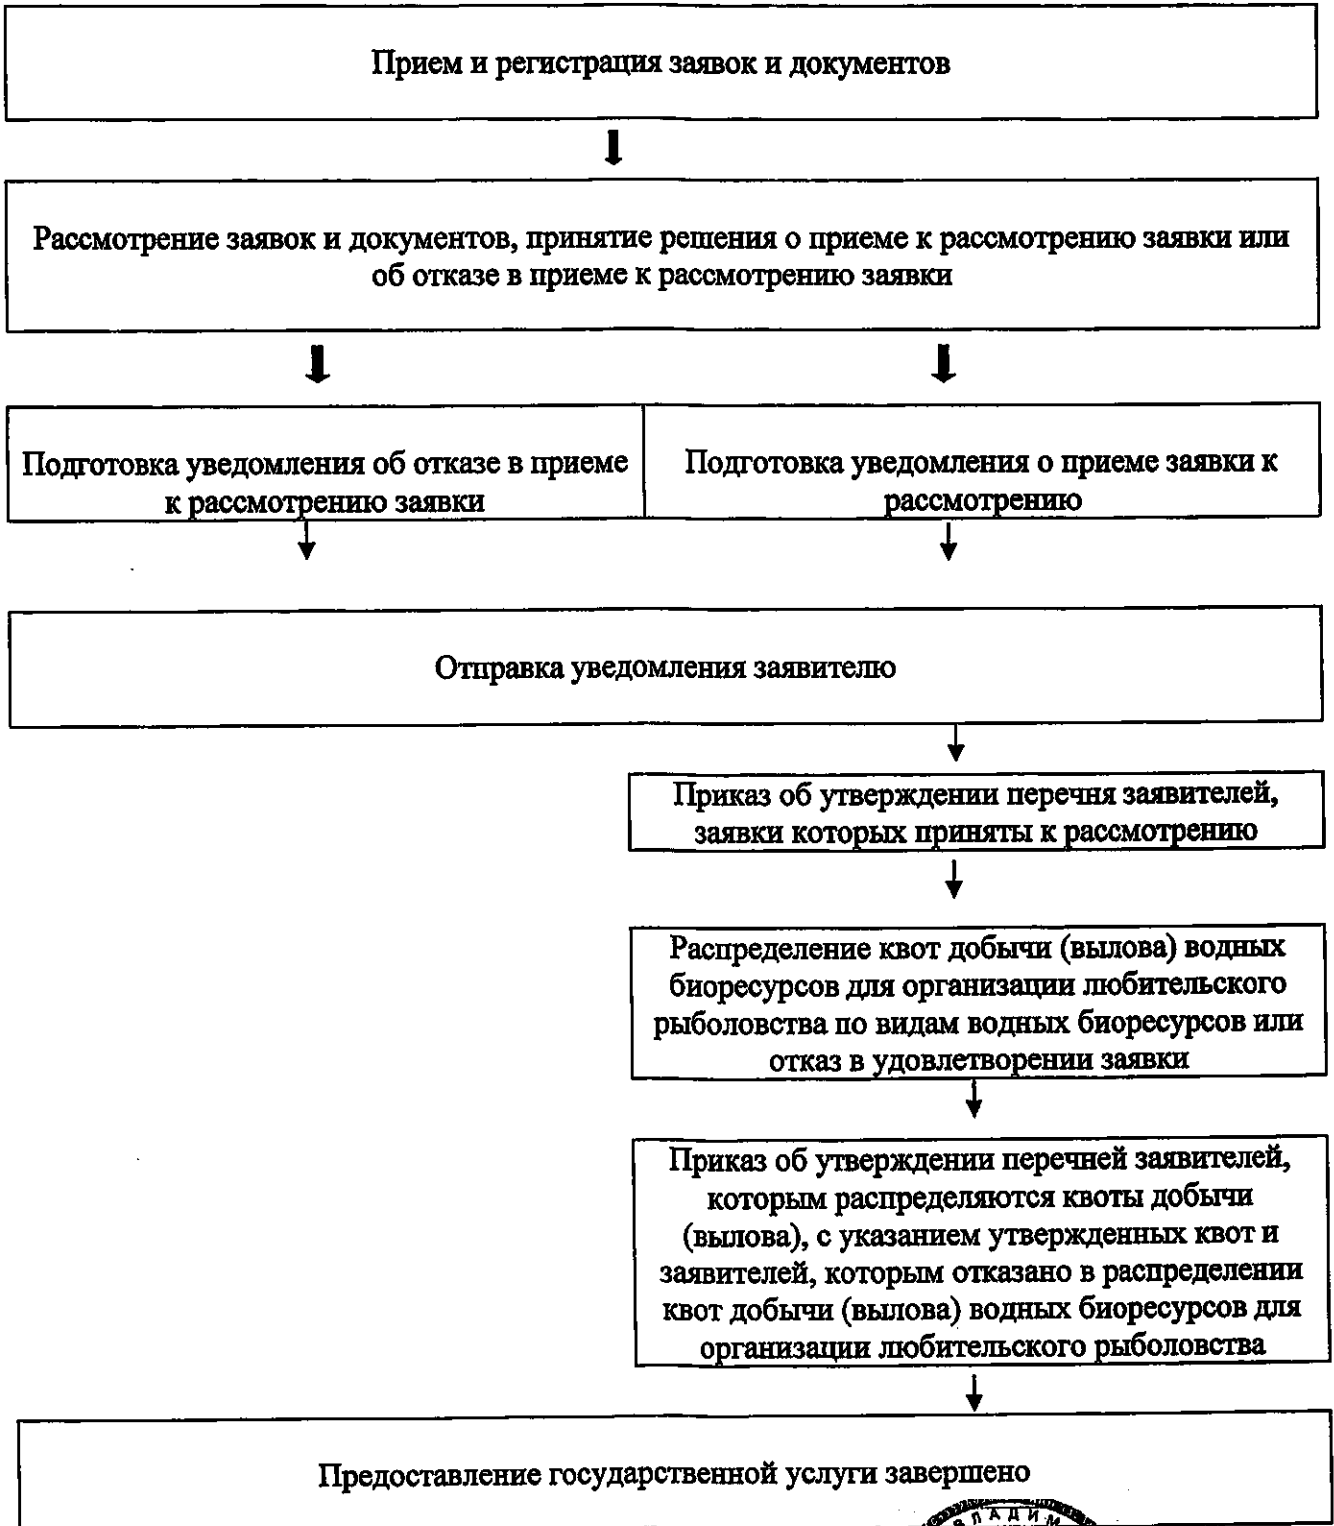 Прием и регистрация заявок и документов
Рассмотрение заявок и документов, принятие решения о приеме к рассмотрению заявки или
об отказе в приеме к рассмотрению заявки
Подготовка уведомления об отказе в приеме
к рассмотрению заявки
Подготовка уведомления о приеме заявки к
рассмотрению
Отправка уведомления заявителю
Приказ об утверждении перечня заявителей,
заявки которых приняты к рассмотрению
Распределение квот добычи (вылова) водных
биоресурсов для организации любительского
рыболовства по видам водных биоресурсов или
отказ в удовлетворении заявки
Приказ об утверждении перечней заявителей,
которым распределяются квоты добычи
(вылова), с указанием утвержденных квот и
заявителей, которым отказано в распределении
квот добычи (вылова) водных биоресурсов для
организации любительского рыболовства
Предоставление государственной услуги завершено